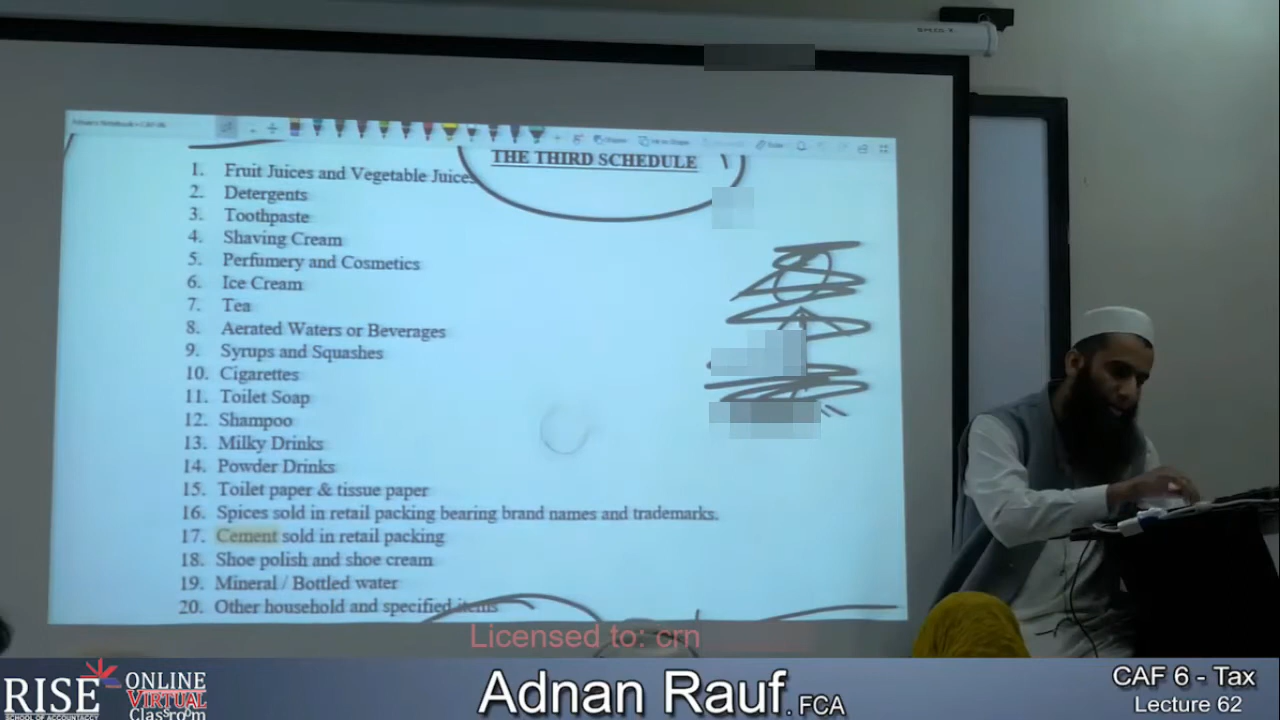 THE THIRD SCHEDULE
1. Fruit Juices and Vegetable Juices
2. Detergents
3. Toothpaste
4. Shaving Cream
5. Perfumery and Cosmetics
6. Ice Cream
7. Tea
8. Aerated Waters or Beverages
9. Syrups and Squashes
10. Cigarettes
11. Toilet Soap
12. Shampoo
13. Milky Drinks
14. Powder Drinks
15. Toilet paper & tissue paper
16. Spices sold in retail packing bearing brand names and trademarks.
17. Cement sold in retail packing
18. Shoe polish and shoe cream
19. Mineral / Bottled water
20. Other household and specified items
Licensed to: crn
RISE
SCHOOL OF ACCOUNTANCY
ONLINE
VIRTUAL
Classroom
Adnan Rauf. FCA
CAF 6 - Tax
Lecture 62